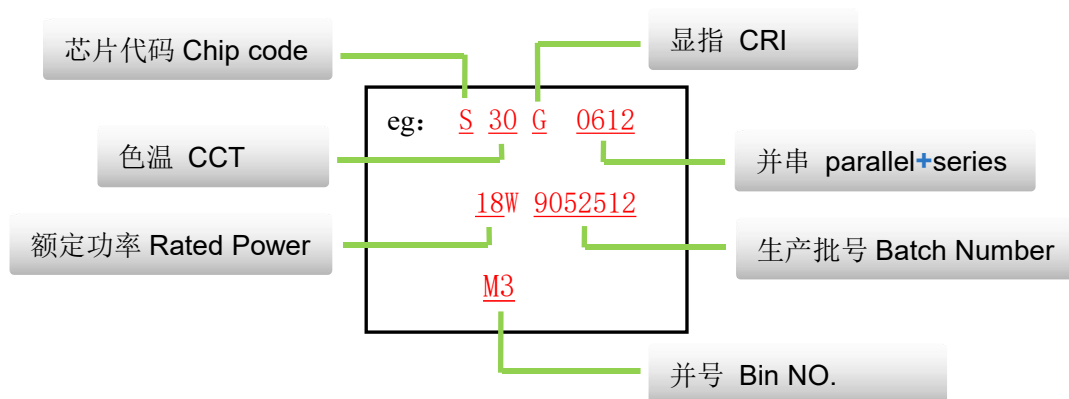 芯片代码 Chip code
显指 CRI
eg: S 30 G 0612
色温 CCT
并串 parallel+series
18W 9052512
额定功率 Rated Power
生产批号 Batch Number
M3
并号 Bin NO.